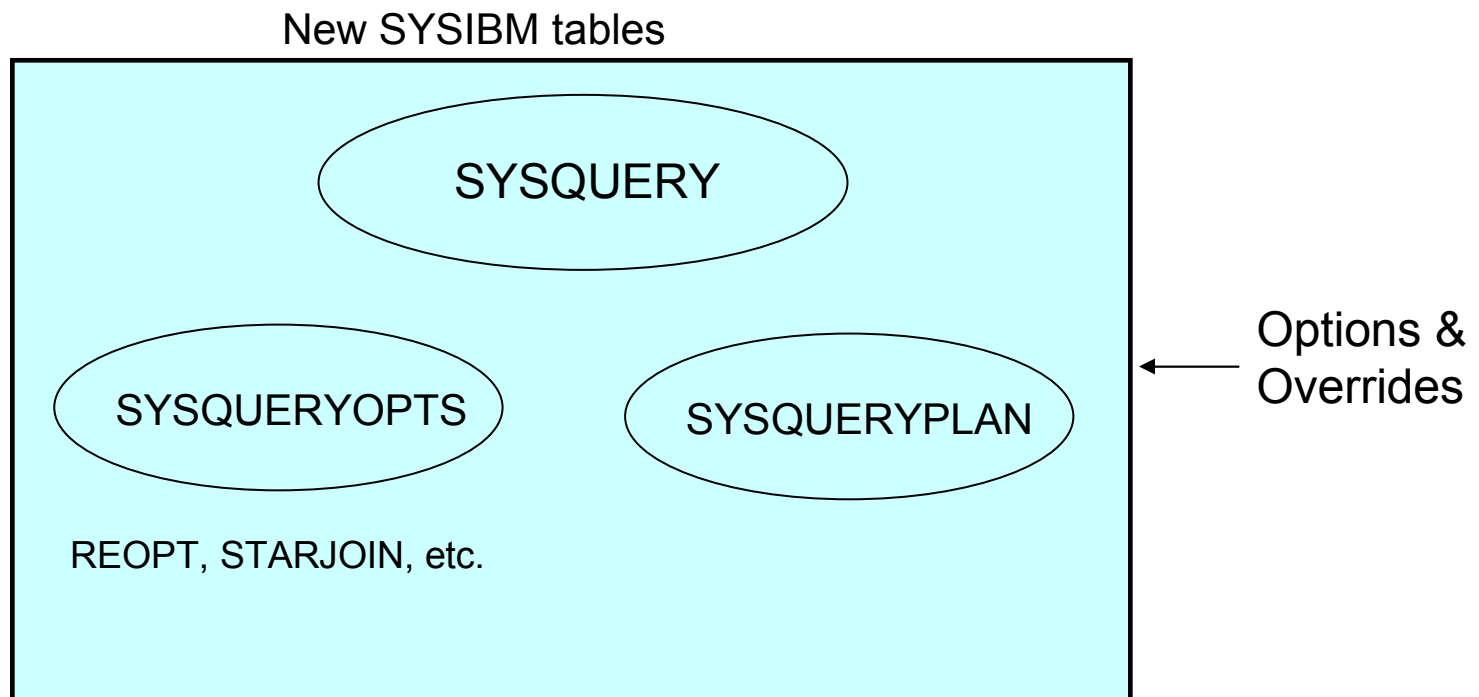 New SYSIBM tables
SYSQUERY
Options &
Overrides
SYSQUERYOPTS
SYSQUERYPLAN
REOPT, STARJOIN, etc.